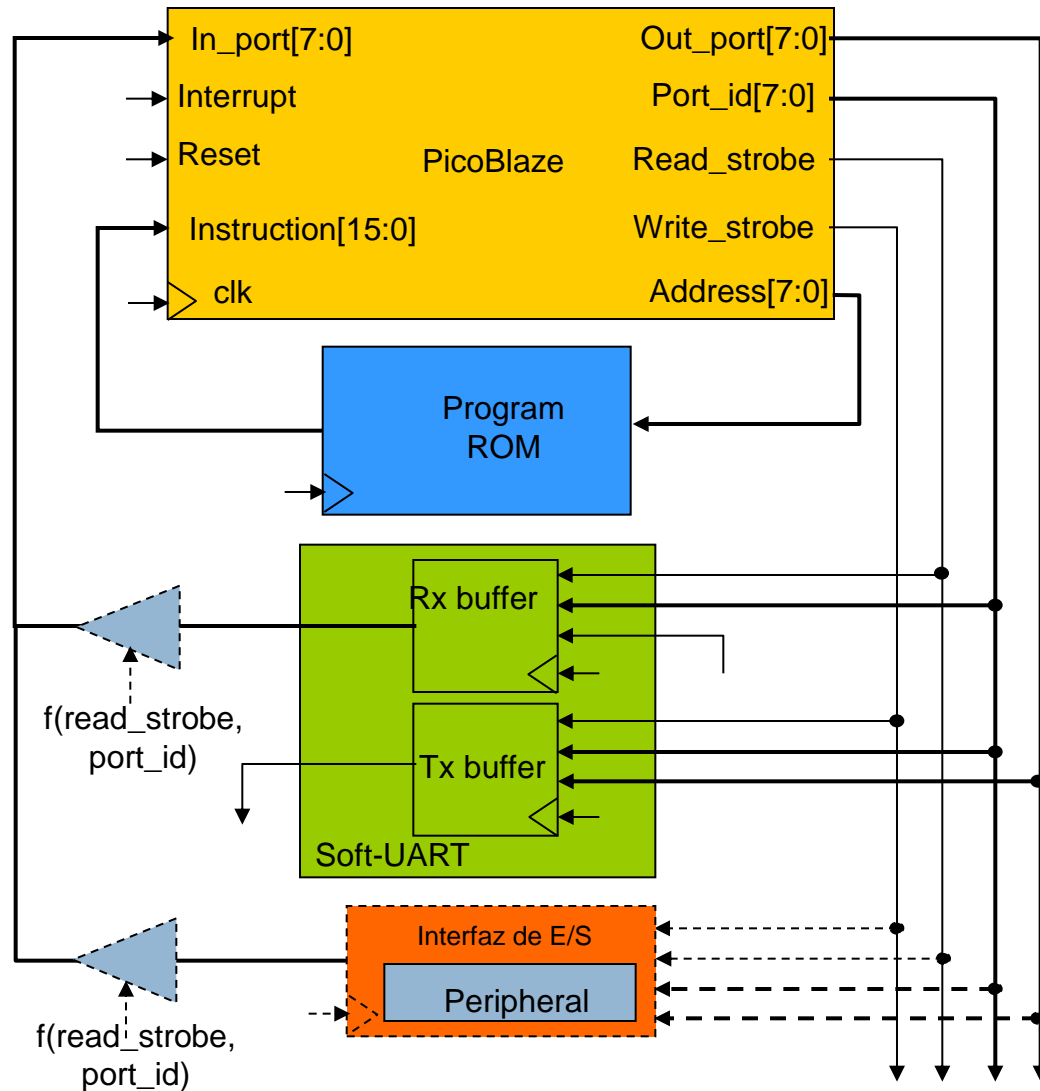 In_port[7:0]
Out_port[7:0]
Interrupt
Port_id[7:0]
Reset
PicoBlaze
Read_strobe
Instruction[15:0]
Write_strobe
clk
Address[7:0]
Program
ROM
Rx buffer
f(read_strobe,
port_id)
Tx buffer
Soft-UART
Interfaz de E/S
Peripheral
f(read_strobe,
port_id)